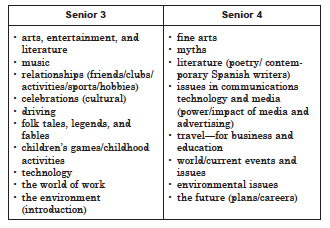 Senior 3
• arts, entertainment, and
literature
• music
• relationships (friends/clubs/
activities/sports/hobbies)
• celebrations (cultural)
• driving
• folk tales, legends, and
fables
• children's games/childhood
activities
• technology
• the world of work
• the environment
(introduction)
Senior 4
• fine arts
• myths
• literature (poetry/ contem-
porary Spanish writers)
• issues in communications
technology and media
(power/impact of media and
advertising)
• travel—for business and
education
• world/current events and
issues
• environmental issues
• the future (plans/careers)